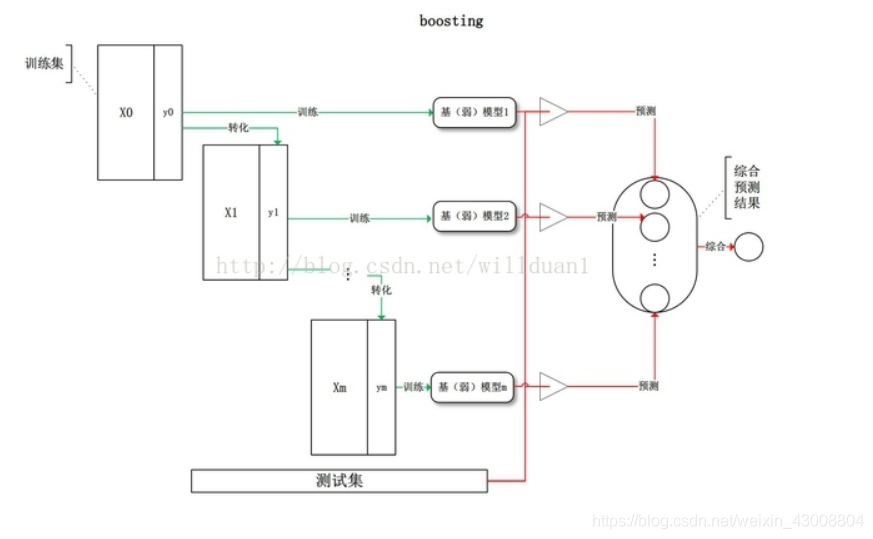 boosting
训练集
X0
y0
训练
基（弱）模型1
预测
转化
综合
预测
结果
X1
y1
训练
基（弱）模型2
预测
综合
http://blog.csdn.net/willduan1
转化
Xm
ym
训练
基（弱）模型m
预测
测试集
https://blog.csdn.net/weixin_43008804